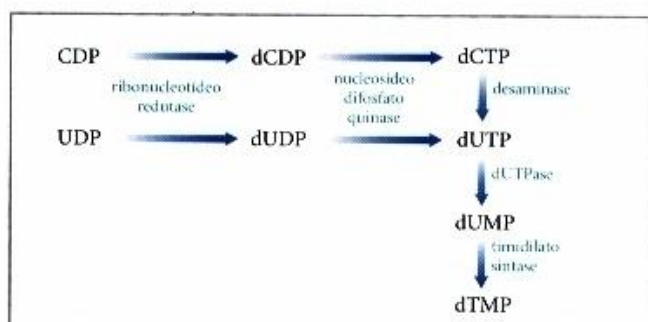 CDP dCDP dCTP
ribonucleotídeo
redutase
nucleosídeo
difosfato
quinase
desaminase
UDP dUDP dUTP
dUTPase
dUMP
timidilato
sintase
dTMP